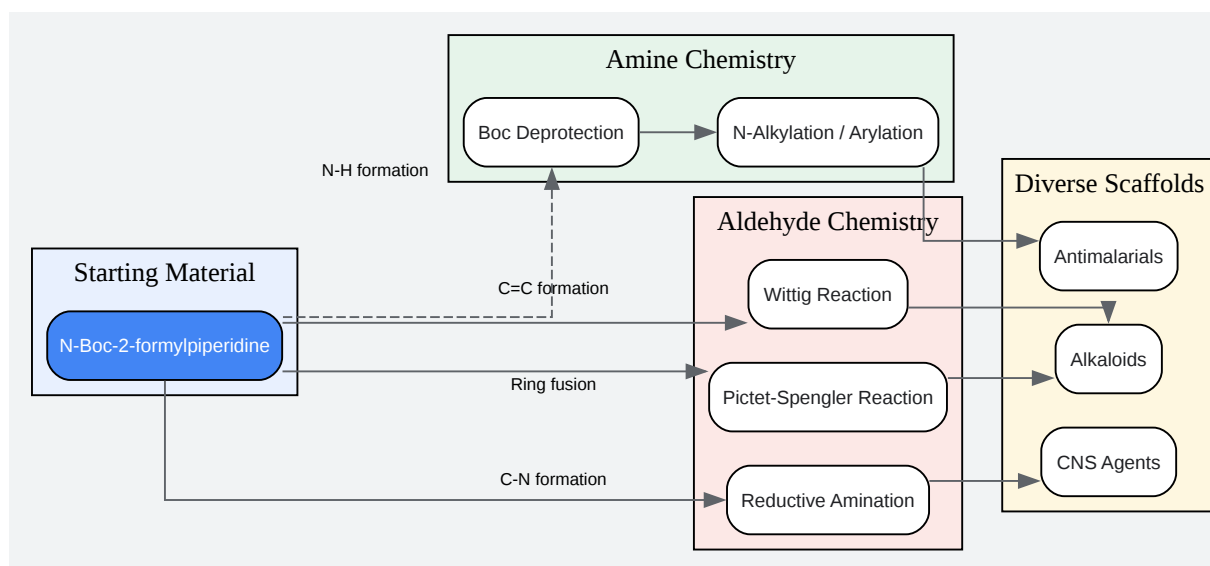 Amine Chemistry
Boc Deprotection
N-Alkylation / Arylation
N-H formation
Diverse Scaffolds
Aldehyde Chemistry
Antimalarials
Starting Material
C=C formation
Wittig Reaction
N-Boc-2-formylpiperidine
Alkaloids
Ring fusion
Pictet-Spengler Reaction
CNS Agents
C-N formation
Reductive Amination